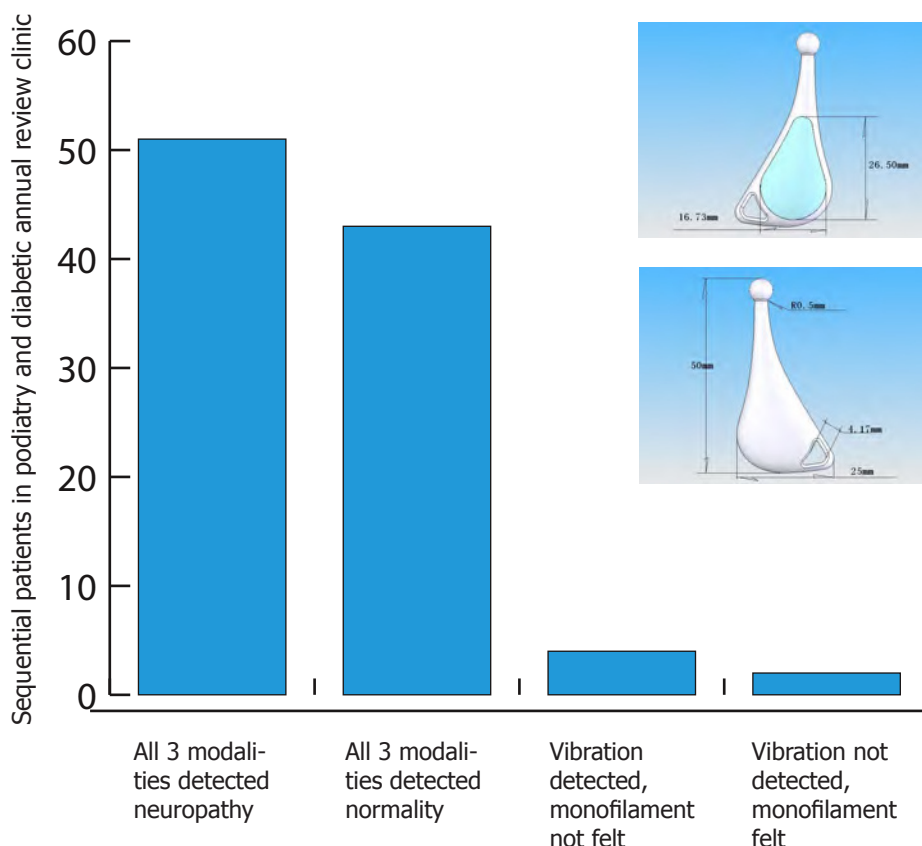 Sequential patients in podiatry and diabetic annual review clinic
60
50
40
30
20
10
0
All 3 modali-
ties detected
neuropathy
All 3 modali-
ties detected
normality
Vibration
detected,
monofilament
not felt
Vibration not
detected,
monofilament
felt
26.50mm
16.73mm
R0.5mm
50mm
4.17mm
25mm